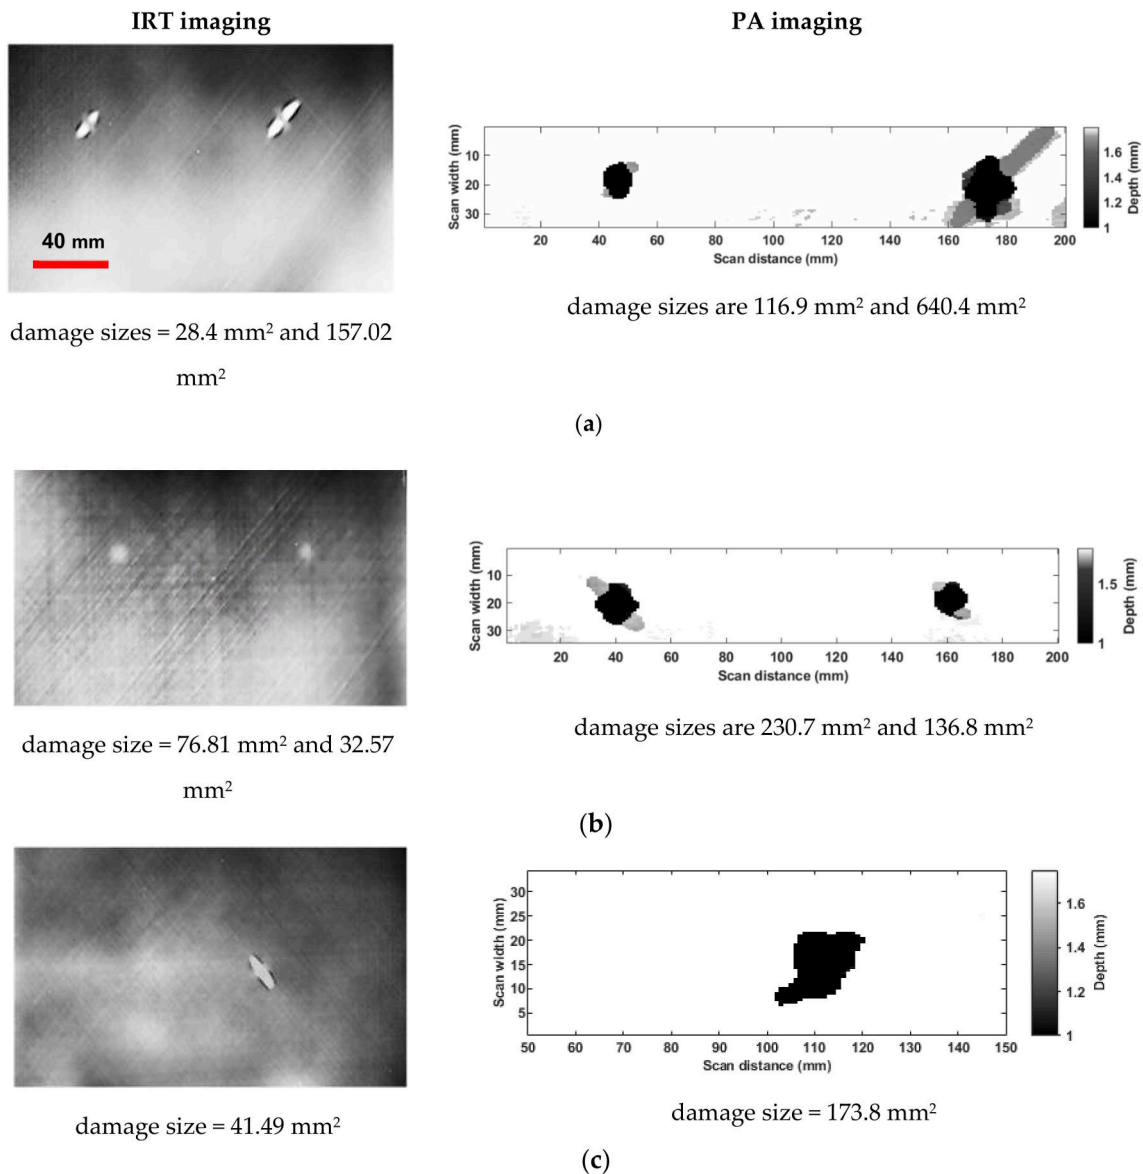 IRT imaging
PA imaging
40 mm
Scan width (mm)
10
20
30
20 40 60 80 100 120 140 160 180 200
Scan distance (mm)
1.6
1.4
1.2
1
Depth (mm)
damage sizes = 28.4 mm² and 157.02
mm²
damage sizes are 116.9 mm² and 640.4 mm²
(a)
Scan width (mm)
10
20
30
20 40 60 80 100 120 140 160 180 200
Scan distance (mm)
1.5
1
Depth (mm)
damage size = 76.81 mm² and 32.57
mm²
damage sizes are 230.7 mm² and 136.8 mm²
(b)
Scan width (mm)
30
25
20
15
10
5
50 60 70 80 90 100 110 120 130 140 150
Scan distance (mm)
1.6
1.4
1.2
1
Depth (mm)
damage size = 41.49 mm²
damage size = 173.8 mm²
(c)